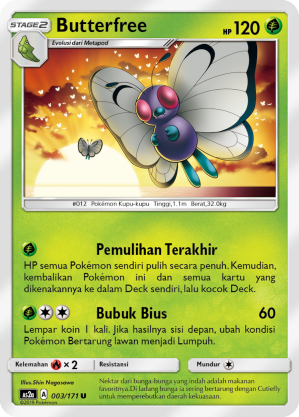 STAGE2 Butterfree HP 120
Evolusi dari Metapod
#012 Pokémon Kupu-kupu Tinggi,1.1m Berat,32.0kg
Pemulihan Terakhir
HP semua Pokémon sendiri pulih secara penuh. Kemudian,
kembalikan Pokémon ini dan semua kartu yang
dikenakannya ke dalam Deck sendiri, lalu kocok Deck.
Bubuk Bius 60
Lempar koin 1 kali. Jika hasilnya sisi depan, ubah kondisi
Pokémon Bertarung lawan menjadi Lumpuh.
Kelemahan × 2 Resistansi Mundur
Illus.Shin Nagasawa
AS2a A 003/171 U
©2019 Pokémon
Nektar dari bunga-bunga yang indah adalah makanan
favoritnya. Di ladang bunga ia sering bertarung dengan Cutiefly
untuk memperebutkan nektar.